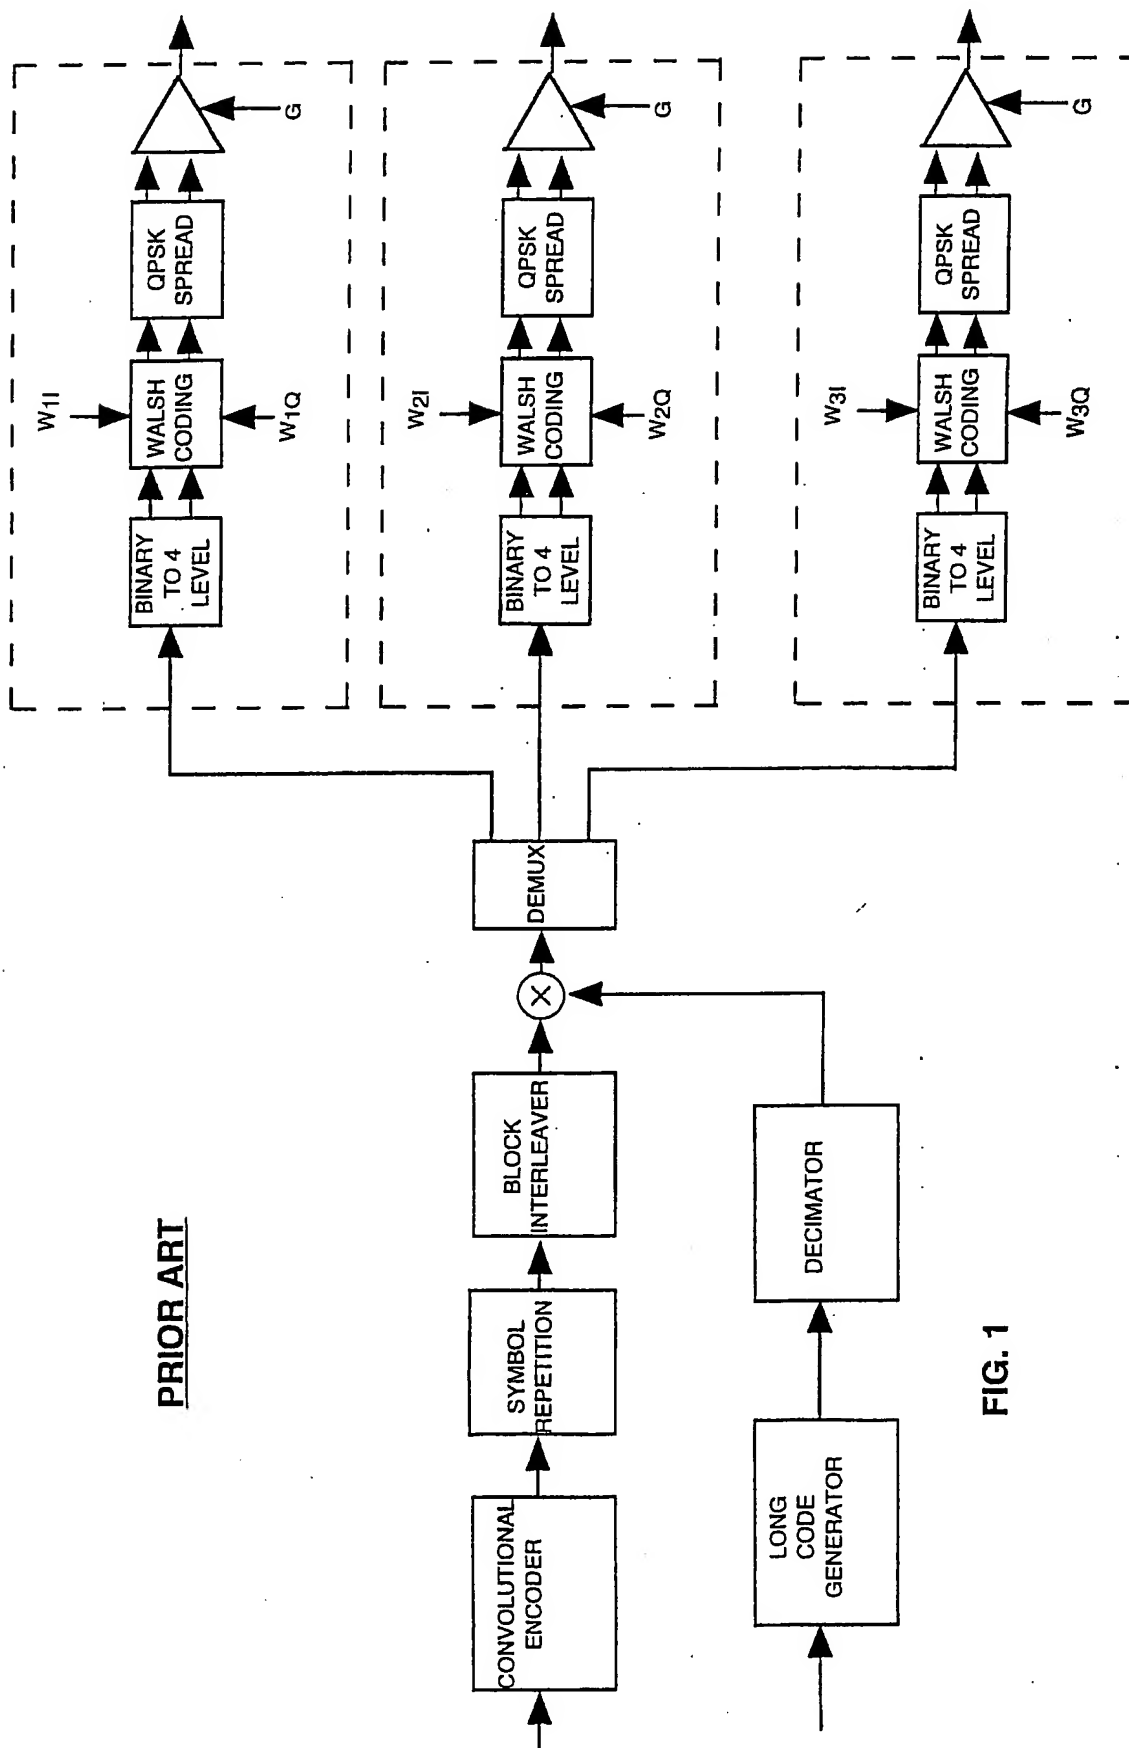 PRIOR ART
CONVOLUTIONAL
ENCODER
SYMBOL
REPETITION
BLOCK
INTERLEAVER
X
DEMUX
LONG
CODE
GENERATOR
DECIMATOR
BINARY
TO 4
LEVEL
W1I
WALSH
CODING
W1Q
QPSK
SPREAD
G
BINARY
TO 4
LEVEL
W2I
WALSH
CODING
W2Q
QPSK
SPREAD
G
BINARY
TO 4
LEVEL
W3I
WALSH
CODING
W3Q
QPSK
SPREAD
G
FIG. 1